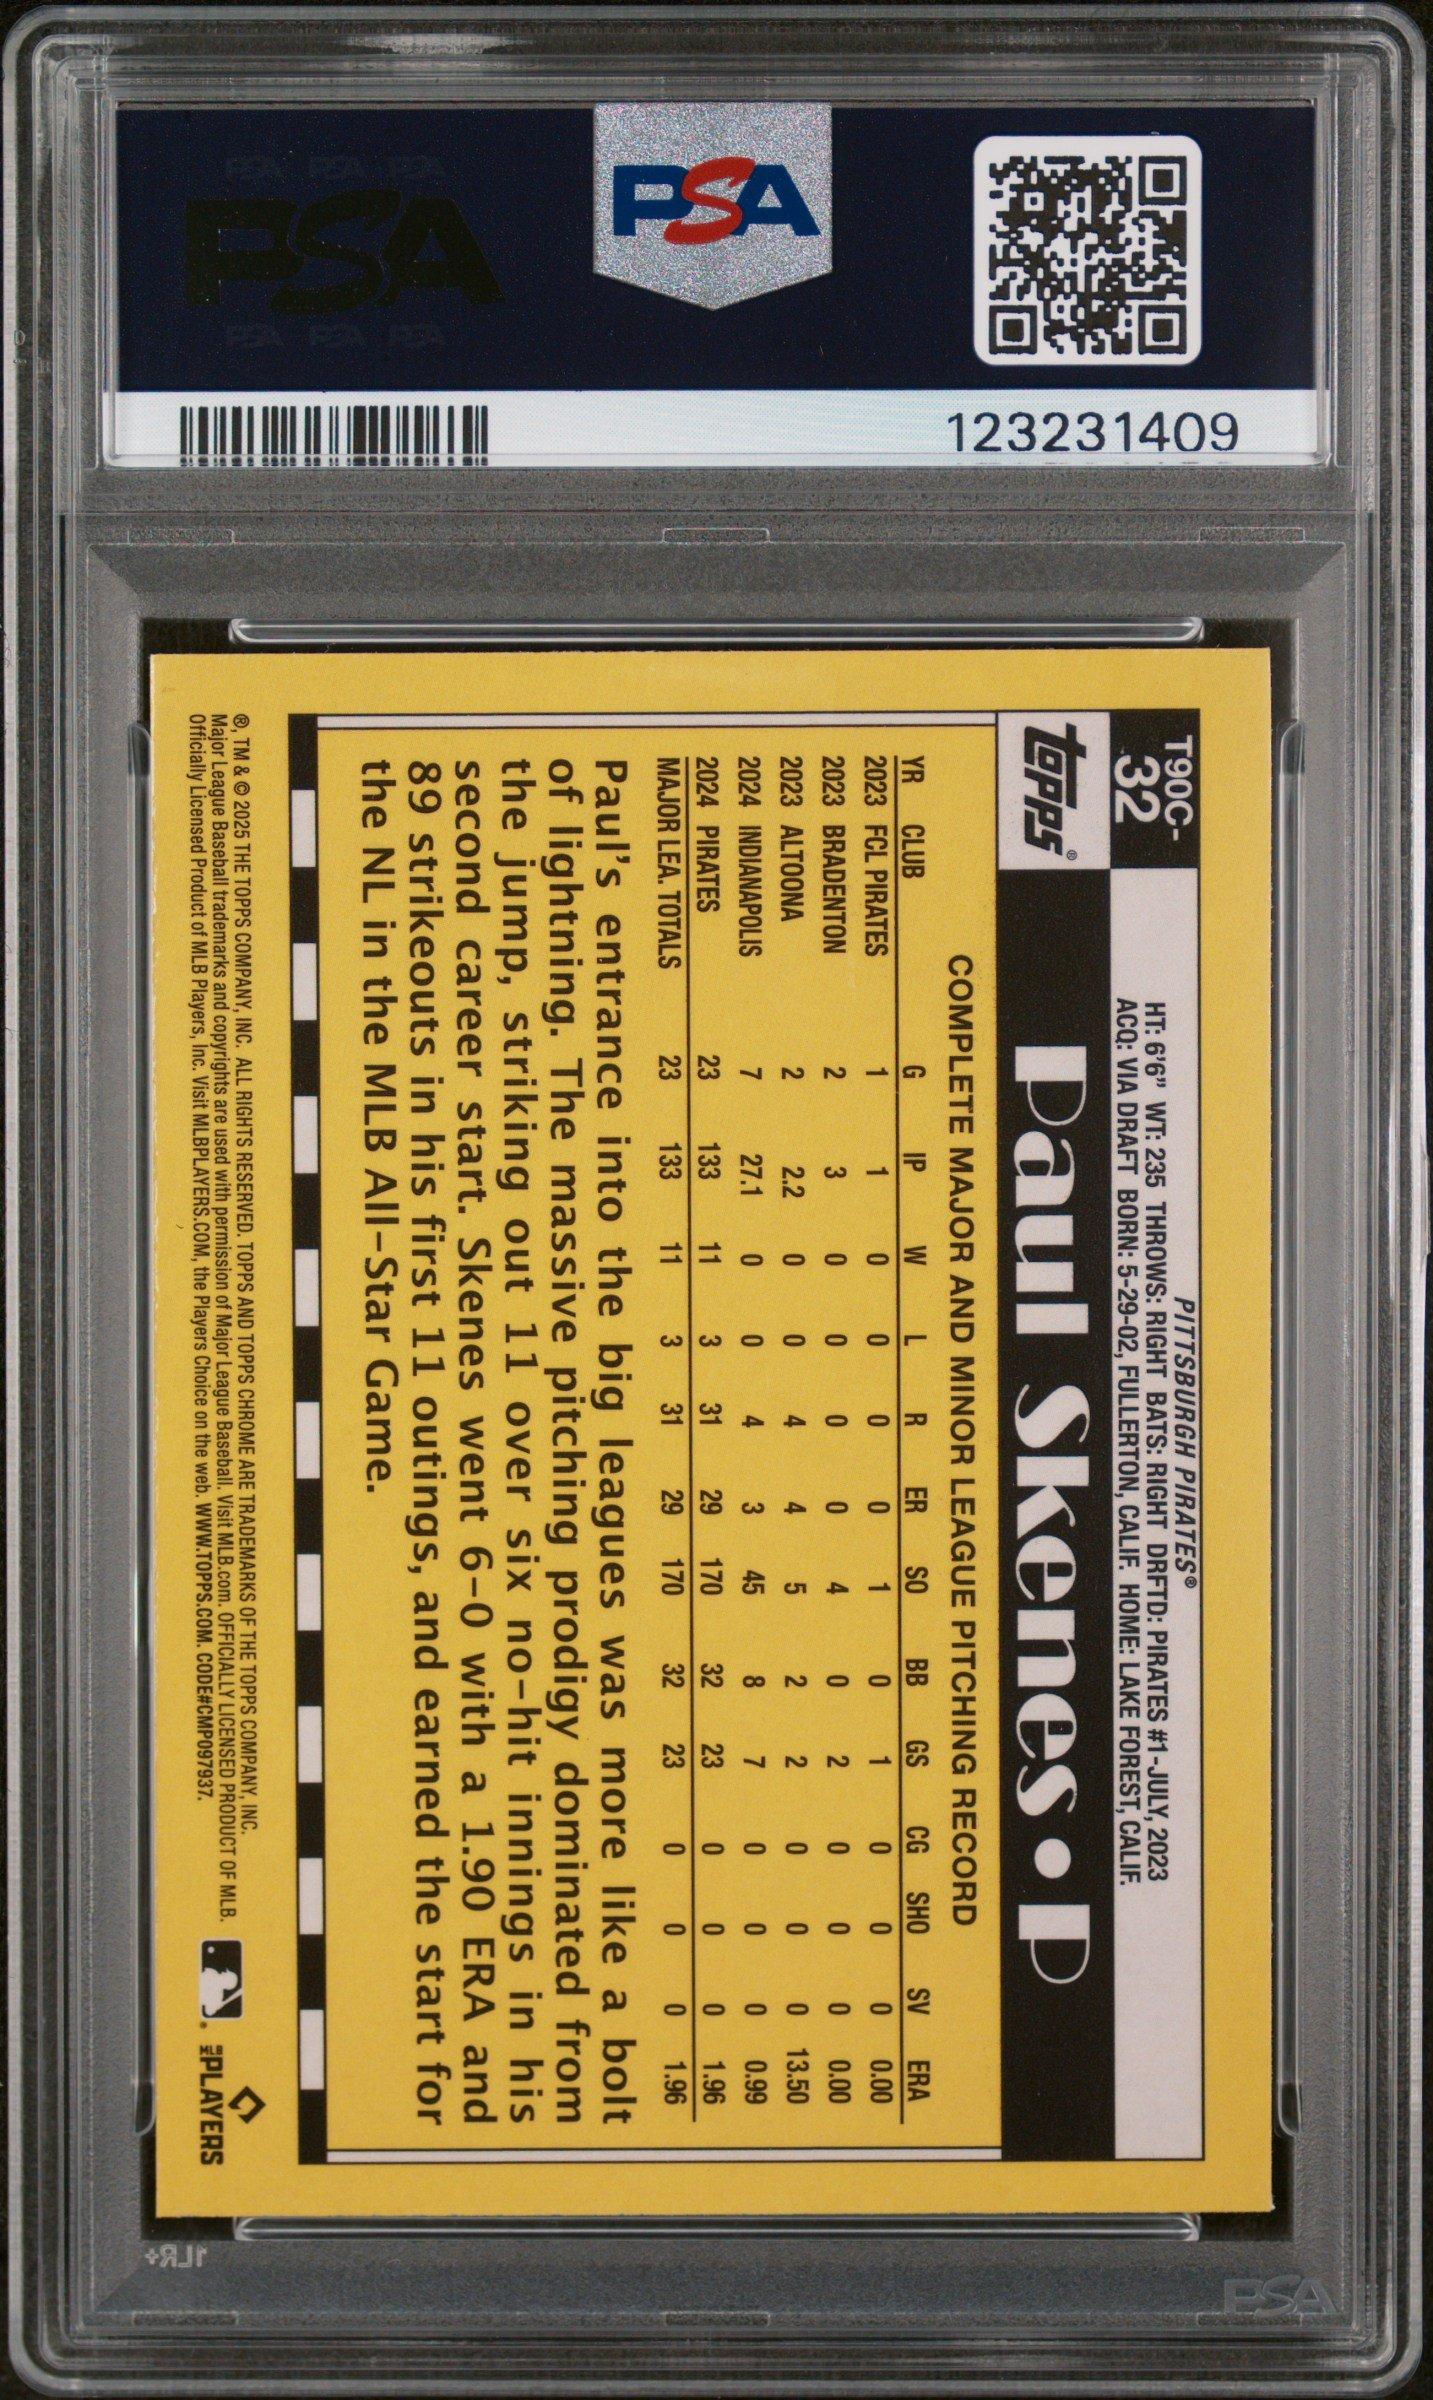 PSA PSA PSA
PSA
PSA PSA PSA
PSA
123231409
T90C-
32
PITTSBURGH PIRATES®
HT: 6'6" WT: 235 THROWS: RIGHT BATS: RIGHT DRFTD: PIRATES #1-JULY, 2023
ACQ: VIA DRAFT BORN: 5-29-02, FULLERTON, CALIF. HOME: LAKE FOREST, CALIF.
topps®
Paul Skenes • P
COMPLETE MAJOR AND MINOR LEAGUE PITCHING RECORD
YR CLUB G IP W L R ER SO BB GS CG SHO SV ERA
2023 FCL PIRATES 1 1 0 0 0 0 1 0 1 0 0 0 0.00
2023 BRADENTON 2 3 0 0 0 0 4 0 2 0 0 0 0.00
2023 ALTOONA 2 2.2 0 0 4 4 5 2 2 0 0 0 13.50
2024 INDIANAPOLIS 7 27.1 0 0 4 3 45 8 7 0 0 0 0.99
2024 PIRATES 23 133 11 3 31 29 170 32 23 0 0 0 1.96
MAJOR LEA. TOTALS 23 133 11 3 31 29 170 32 23 0 0 0 1.96
Paul's entrance into the big leagues was more like a bolt
of lightning. The massive pitching prodigy dominated from
the jump, striking out 11 over six no-hit innings in his
second career start. Skenes went 6-0 with a 1.90 ERA and
89 strikeouts in his first 11 outings, and earned the start for
the NL in the MLB All-Star Game.
®, TM & © 2025 THE TOPPS COMPANY, INC. ALL RIGHTS RESERVED. TOPPS AND TOPPS CHROME ARE TRADEMARKS OF THE TOPPS COMPANY, INC.
Major League Baseball trademarks and copyrights are used with permission of Major League Baseball. Visit MLB.com. OFFICIALLY LICENSED PRODUCT OF MLB.
Officially Licensed Product of MLB Players, Inc. Visit MLBPLAYERS.COM, the Players Choice on the web. WWW.TOPPS.COM. CODE#CMP097937.
MLB PLAYERS
1LR+
PSA